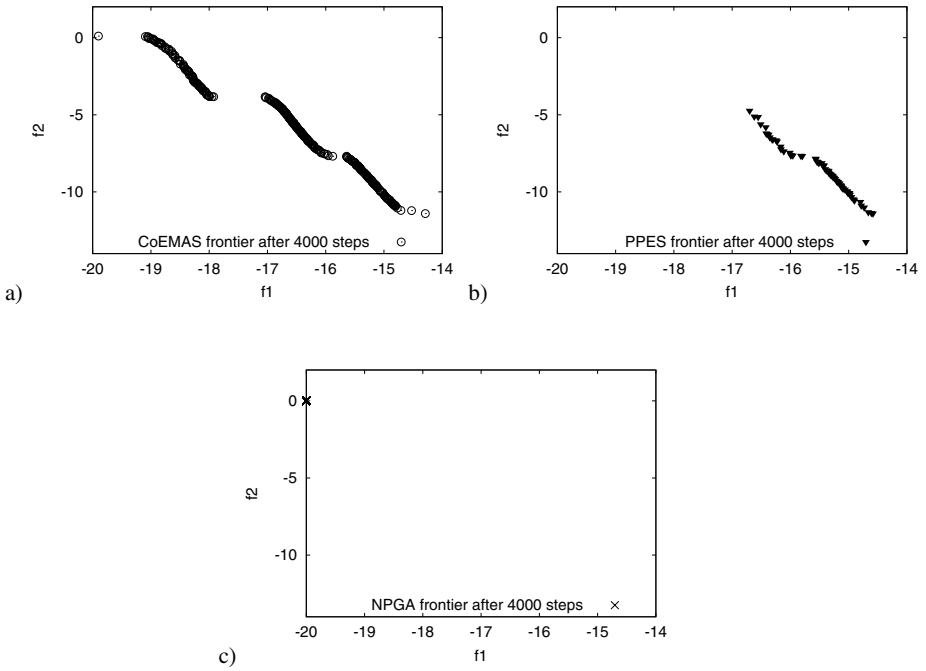 0
-5
-10
f2
CoEMAS frontier after 4000 steps
-20 -19 -18 -17 -16 -15 -14
f1
a)
0
-5
-10
f2
PPES frontier after 4000 steps
-20 -19 -18 -17 -16 -15 -14
f1
b)
0
-5
-10
f2
NPGA frontier after 4000 steps
-20 -19 -18 -17 -16 -15 -14
f1
c)